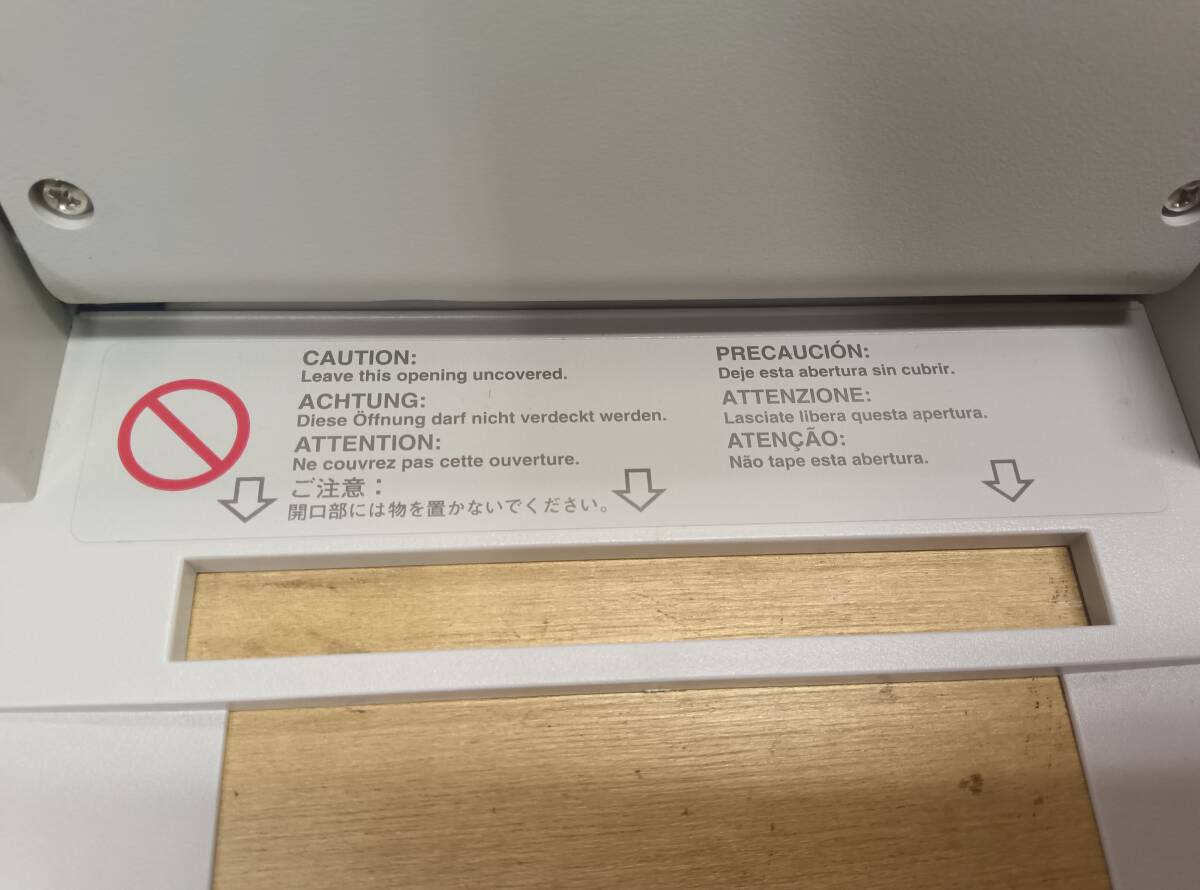 CAUTION:
Leave this opening uncovered.
ACHTUNG:
Diese Öffnung darf nicht verdeckt werden.
ATTENTION:
Ne couvrez pas cette ouverture.
ご注意：
開口部には物を置かないでください。
PRECAUCIÓN:
Deje esta abertura sin cubrir.
ATTENZIONE:
Lasciate libera questa apertura.
ATENÇÃO:
Não tape esta abertura.